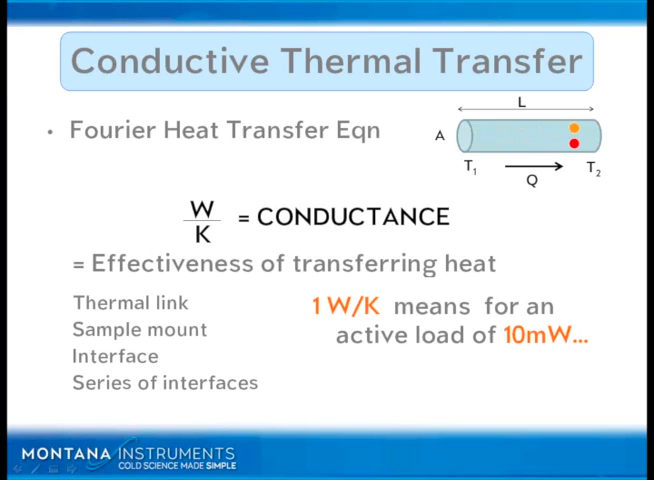 Conductive Thermal Transfer
• Fourier Heat Transfer Eqn
L
A
T1
T2
Q
W
K
= CONDUCTANCE
= Effectiveness of transferring heat
Thermal link
Sample mount
Interface
Series of interfaces
1 W/K means for an
active load of 10mW...
MONTANA INSTRUMENTS
COLD SCIENCE MADE SIMPLE